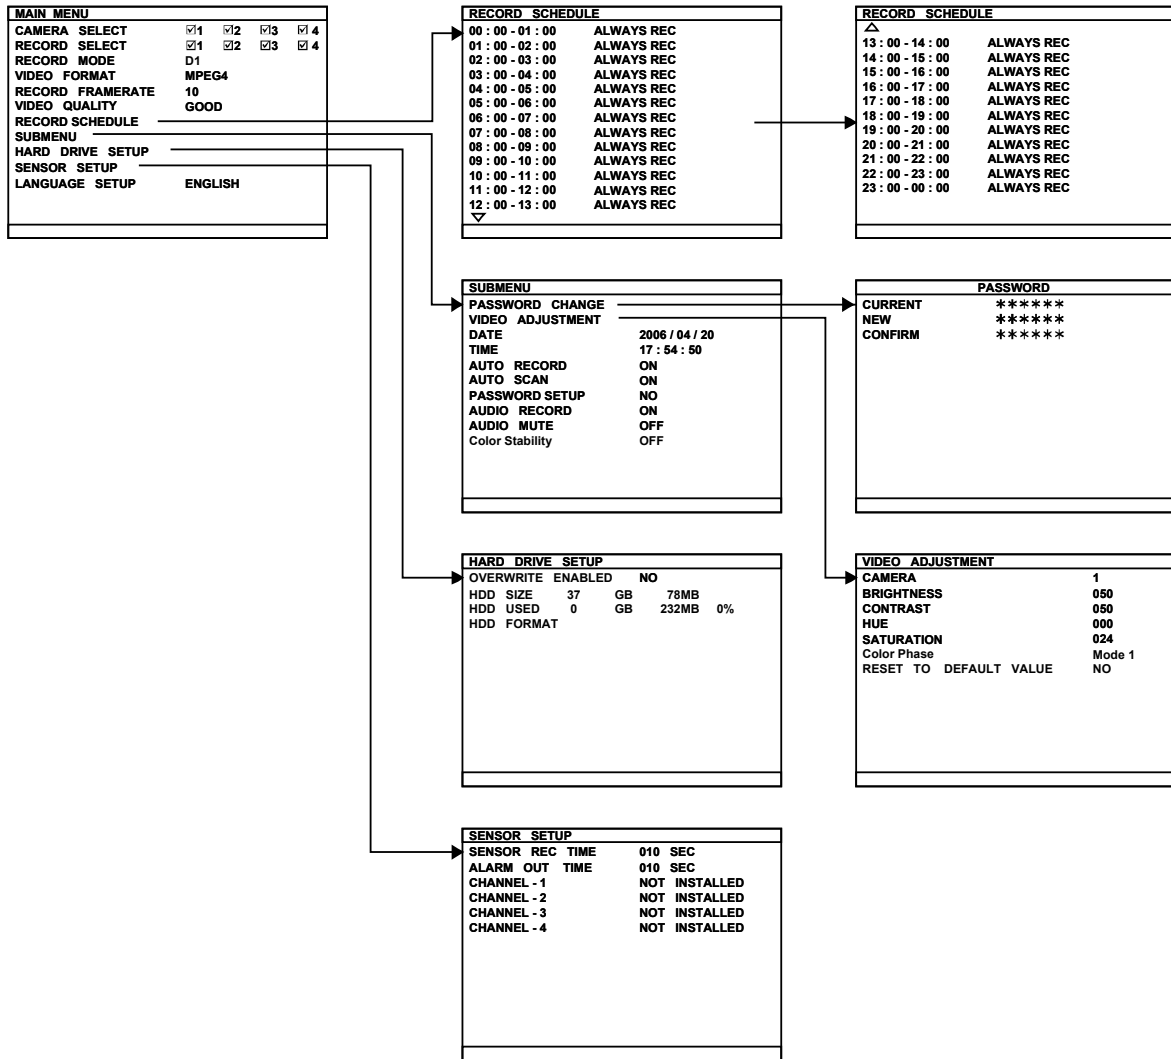 MAIN MENU
CAMERA SELECT ☑1 ☑2 ☑3 ☑ 4
RECORD SELECT ☑1 ☑2 ☑3 ☑ 4
RECORD MODE D1
VIDEO FORMAT MPEG4
RECORD FRAMERATE 10
VIDEO QUALITY GOOD
RECORD SCHEDULE
SUBMENU
HARD DRIVE SETUP
SENSOR SETUP
LANGUAGE SETUP ENGLISH
RECORD SCHEDULE
00 : 00 - 01 : 00 ALWAYS REC
01 : 00 - 02 : 00 ALWAYS REC
02 : 00 - 03 : 00 ALWAYS REC
03 : 00 - 04 : 00 ALWAYS REC
04 : 00 - 05 : 00 ALWAYS REC
05 : 00 - 06 : 00 ALWAYS REC
06 : 00 - 07 : 00 ALWAYS REC
07 : 00 - 08 : 00 ALWAYS REC
08 : 00 - 09 : 00 ALWAYS REC
09 : 00 - 10 : 00 ALWAYS REC
10 : 00 - 11 : 00 ALWAYS REC
11 : 00 - 12 : 00 ALWAYS REC
12 : 00 - 13 : 00 ALWAYS REC
RECORD SCHEDULE
13 : 00 - 14 : 00 ALWAYS REC
14 : 00 - 15 : 00 ALWAYS REC
15 : 00 - 16 : 00 ALWAYS REC
16 : 00 - 17 : 00 ALWAYS REC
17 : 00 - 18 : 00 ALWAYS REC
18 : 00 - 19 : 00 ALWAYS REC
19 : 00 - 20 : 00 ALWAYS REC
20 : 00 - 21 : 00 ALWAYS REC
21 : 00 - 22 : 00 ALWAYS REC
22 : 00 - 23 : 00 ALWAYS REC
23 : 00 - 00 : 00 ALWAYS REC
SUBMENU
PASSWORD CHANGE
VIDEO ADJUSTMENT
DATE 2006 / 04 / 20
TIME 17 : 54 : 50
AUTO RECORD ON
AUTO SCAN ON
PASSWORD SETUP NO
AUDIO RECORD ON
AUDIO MUTE OFF
Color Stability OFF
PASSWORD
CURRENT ******
NEW ******
CONFIRM ******
HARD DRIVE SETUP
OVERWRITE ENABLED NO
HDD SIZE 37 GB 78MB
HDD USED 0 GB 232MB 0%
HDD FORMAT
VIDEO ADJUSTMENT
CAMERA 1
BRIGHTNESS 050
CONTRAST 050
HUE 000
SATURATION 024
Color Phase Mode 1
RESET TO DEFAULT VALUE NO
SENSOR SETUP
SENSOR REC TIME 010 SEC
ALARM OUT TIME 010 SEC
CHANNEL - 1 NOT INSTALLED
CHANNEL - 2 NOT INSTALLED
CHANNEL - 3 NOT INSTALLED
CHANNEL - 4 NOT INSTALLED